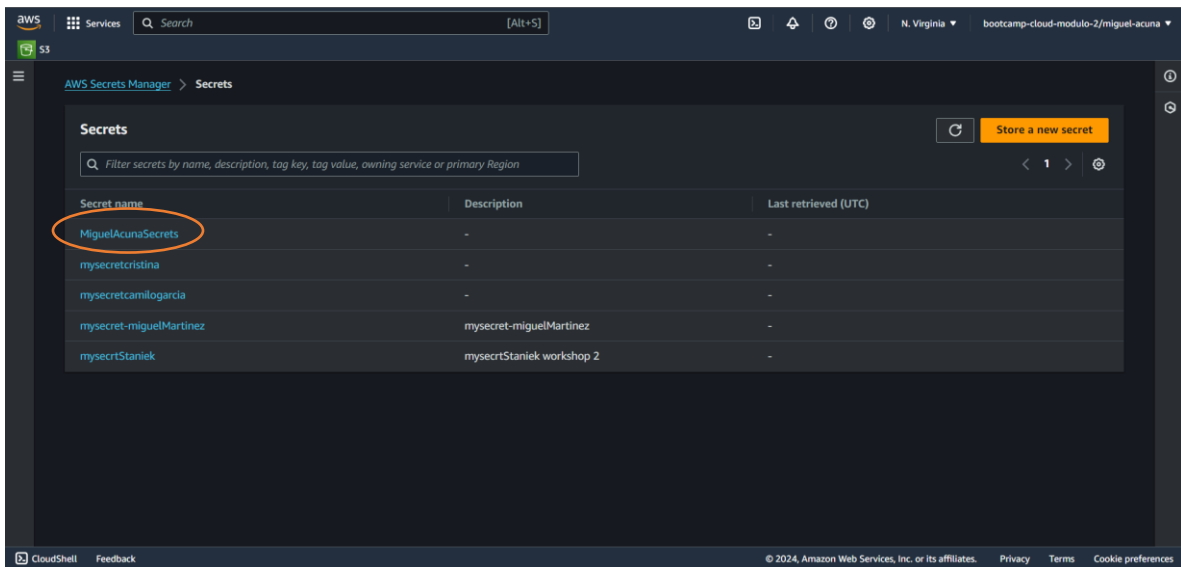 aws Services Search [Alt+S] N. Virginia ▼ bootcamp-cloud-modulo-2/miguel-acuna ▼
S3
AWS Secrets Manager > Secrets
Secrets
Store a new secret
Filter secrets by name, description, tag key, tag value, owning service or primary Region
< 1 >
Secret name Description Last retrieved (UTC)
MiguelAcunaSecrets - -
mysecretcristina - -
mysecretcamilogarcia - -
mysecret-miguelMartinez mysecret-miguelMartinez -
mysecrtStaniek mysecrtStaniek workshop 2 -
CloudShell Feedback © 2024, Amazon Web Services, Inc. or its affiliates. Privacy Terms Cookie preferences